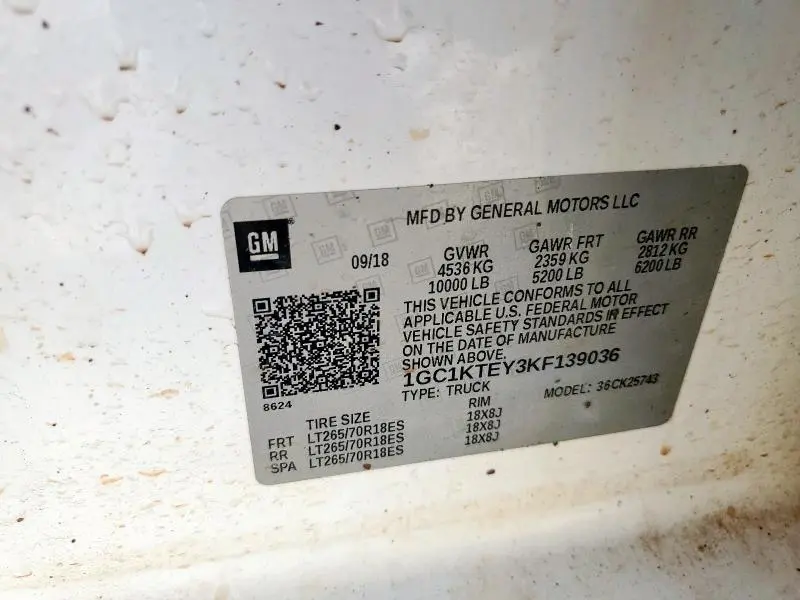 GM
MFD BY GENERAL MOTORS LLC
09/18
GVWR
4536 KG
10000 LB
GAWR FRT
2359 KG
5200 LB
GAWR RR
2812 KG
6200 LB
THIS VEHICLE CONFORMS TO ALL
APPLICABLE U.S. FEDERAL MOTOR
VEHICLE SAFETY STANDARDS IN EFFECT
ON THE DATE OF MANUFACTURE
SHOWN ABOVE.
1GC1KTEY3KF139036
TYPE: TRUCK MODEL: 36CK25743
8624
TIRE SIZE RIM
FRT LT265/70R18ES 18X8J
RR LT265/70R18ES 18X8J
SPA LT265/70R18ES 18X8J